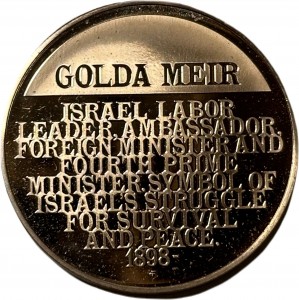 GOLDA MEIR
ISRAEL LABOR
LEADER, AMBASSADOR,
FOREIGN MINISTER AND
FOURTH PRIME
MINISTER. SYMBOL OF
ISRAEL'S STRUGGLE
FOR SURVIVAL
AND PEACE.
1898-